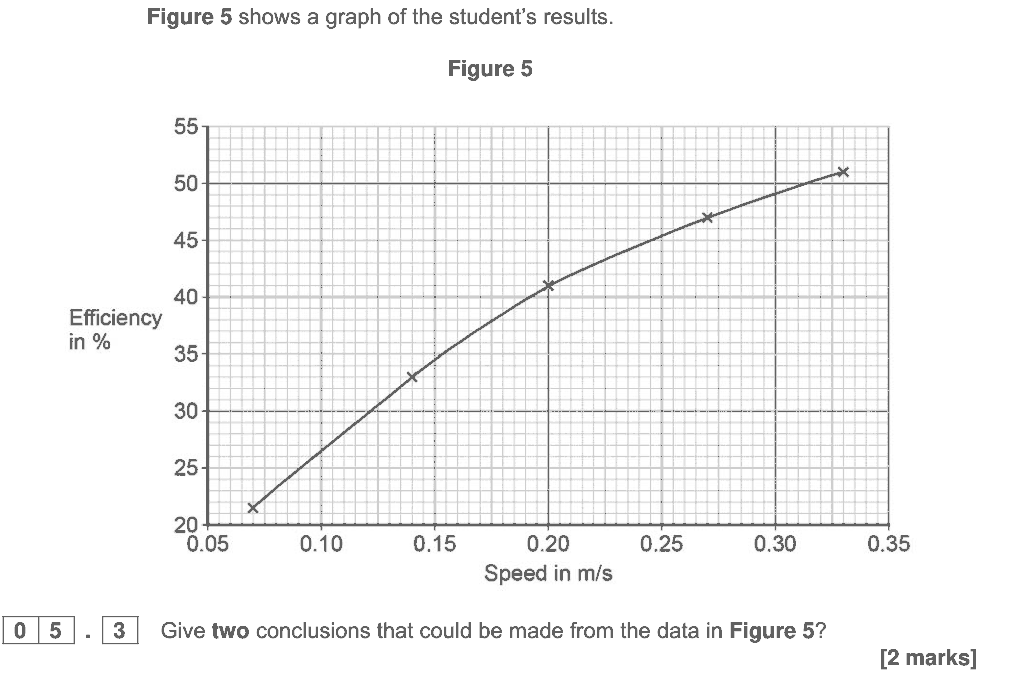 Figure 5 shows a graph of the student's results.
Figure 5
55
50
45
40
Efficiency
in %
35
30
25
20
0.05 0.10 0.15 0.20 0.25 0.30 0.35
Speed in m/s
0 5 . 3 Give two conclusions that could be made from the data in Figure 5?
[2 marks]